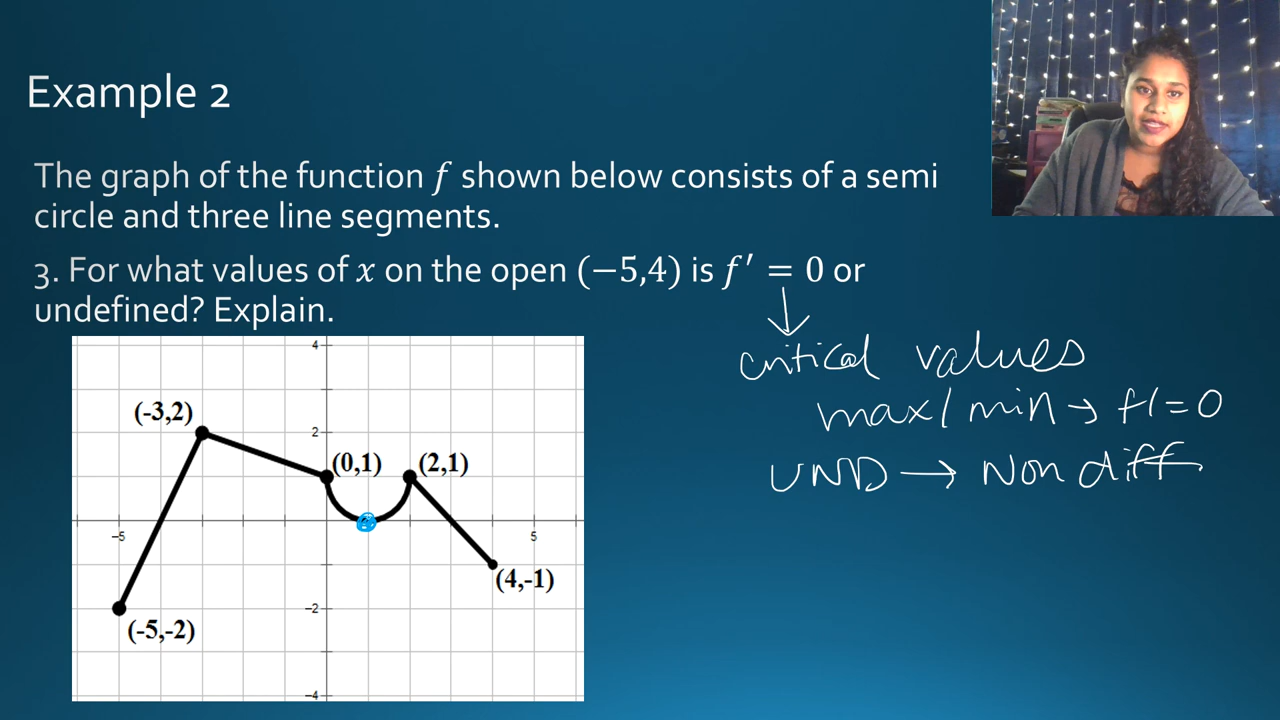 Example 2
The graph of the function f shown below consists of a semi
circle and three line segments.
3. For what values of x on the open (−5,4) is f′ = 0 or
undefined? Explain.
critical values
max/min → f' = 0
UND → Non diff
4
(-3,2)
2
(0,1)
(2,1)
−5
5
(4,-1)
−2
(-5,-2)
−4